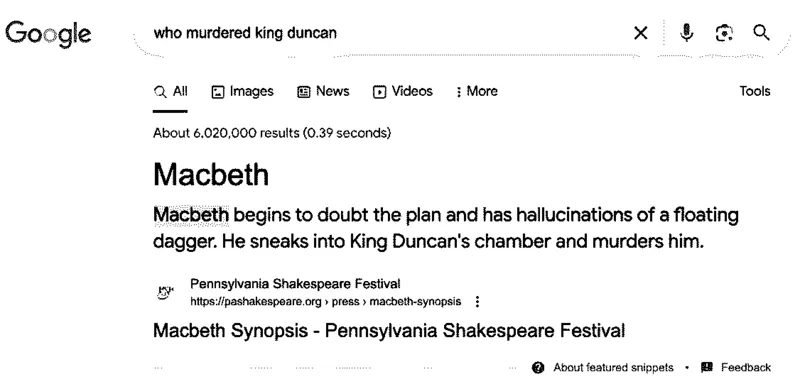 Google
who murdered king duncan
All Images News Videos More Tools
About 6,020,000 results (0.39 seconds)
Macbeth
Macbeth begins to doubt the plan and has hallucinations of a floating
dagger. He sneaks into King Duncan's chamber and murders him.
Pennsylvania Shakespeare Festival
https://pashakespeare.org › press › macbeth-synopsis
Macbeth Synopsis - Pennsylvania Shakespeare Festival
About featured snippets • Feedback